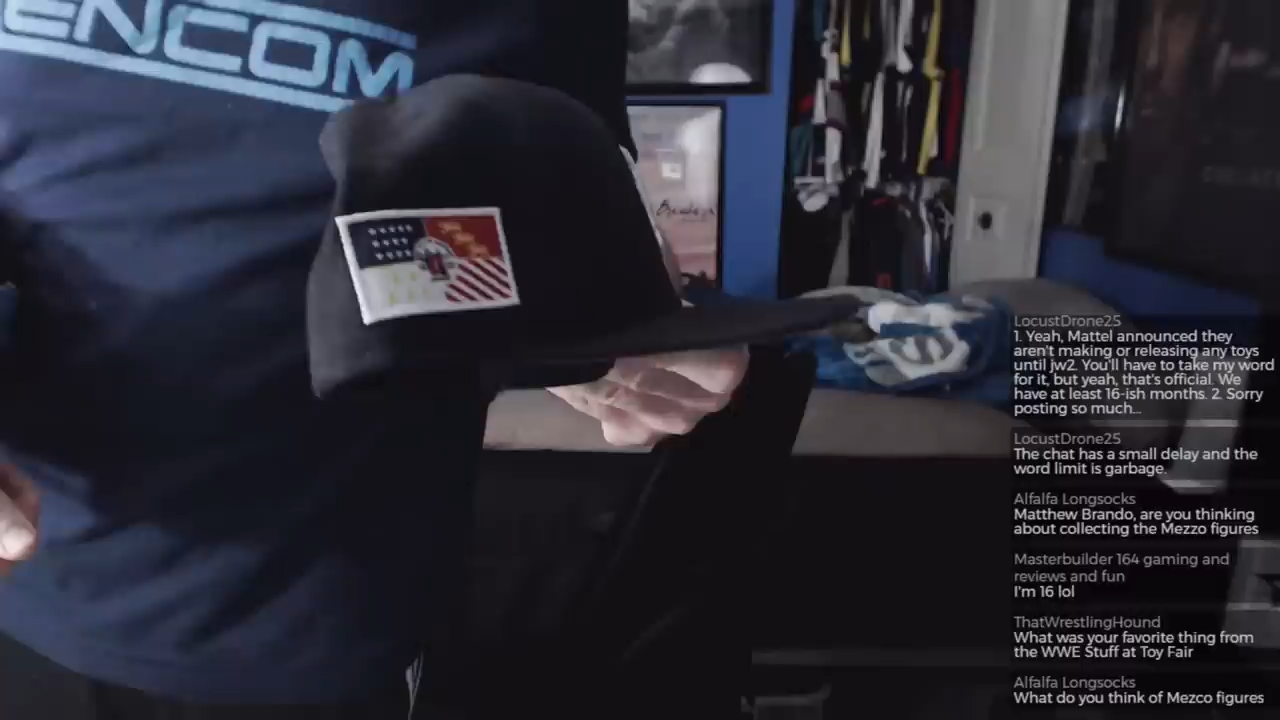 ENCOM
LocustDrone25
1. Yeah, Mattel announced they
aren't making or releasing any toys
until jw2. You'll have to take my word
for it, but yeah, that's official. We
have at least 16-ish months. 2. Sorry
posting so much...
LocustDrone25
The chat has a small delay and the
word limit is garbage.
Alfalfa Longsocks
Matthew Brando, are you thinking
about collecting the Mezzo figures
Masterbuilder 164 gaming and
reviews and fun
I'm 16 lol
ThatWrestlingHound
What was your favorite thing from
the WWE Stuff at Toy Fair
Alfalfa Longsocks
What do you think of Mezco figures